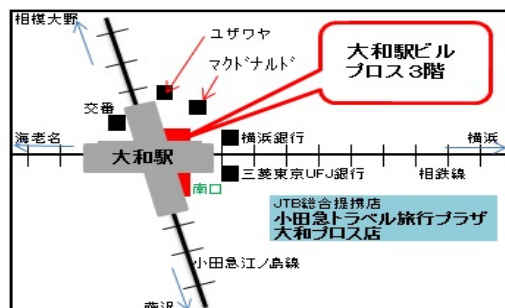 相模大野
ユザワヤ
マクドナルド
大和駅ビル
プロス3階
交番
海老名
大和駅
横浜銀行
横浜
三菱東京UFJ銀行
相鉄線
南口
JTB総合提携店
小田急トラベル旅行プラザ
大和プロス店
小田急江ノ島線
藤沢